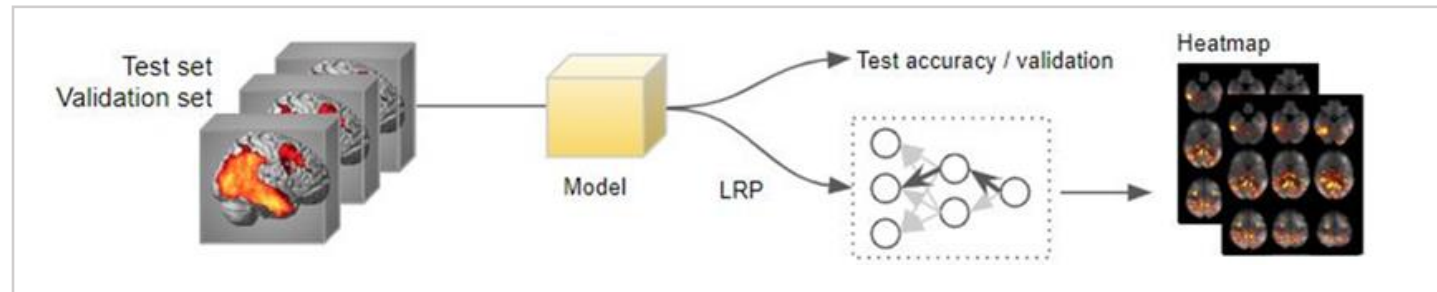 Test set
Validation set
Model
LRP
Test accuracy / validation
Heatmap